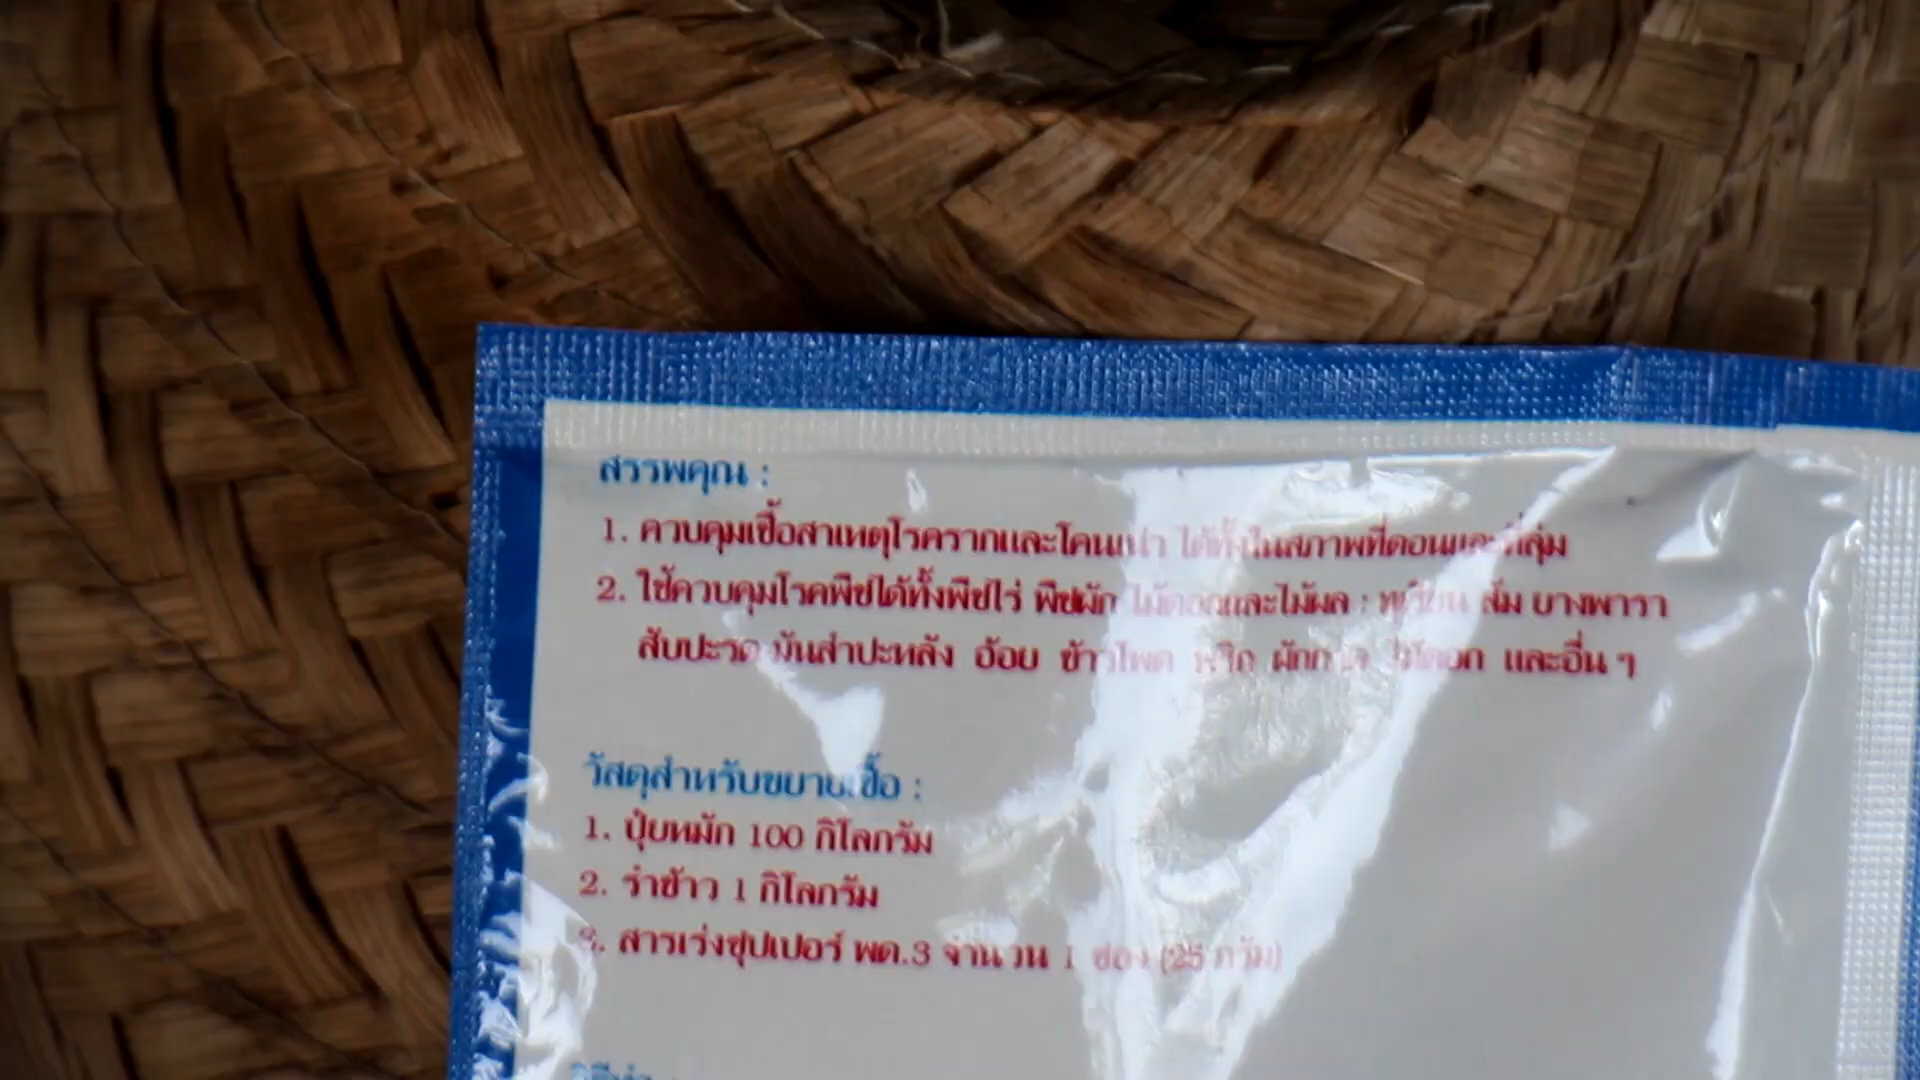 สรรพคุณ :
1. ควบคุมเชื้อสาเหตุโรครากและโคนเน่า ได้ทั้งในสภาพที่ดอนและที่ลุ่ม
2. ใช้ควบคุมโรคพืชได้ทั้งพืชไร่ พืชผัก ไม้ดอกและไม้ผล : ทุเรียน ส้ม ยางพารา
สับปะรด มันสำปะหลัง อ้อย ข้าวโพด พริก ไม้ดอก และอื่น ๆ
วัสดุสำหรับขยายเชื้อ :
1. ปุ๋ยหมัก 100 กิโลกรัม
2. รำข้าว 1 กิโลกรัม
3. สารเร่งซุปเปอร์ พด.3 จำนวน 1 ซอง (25 กรัม)